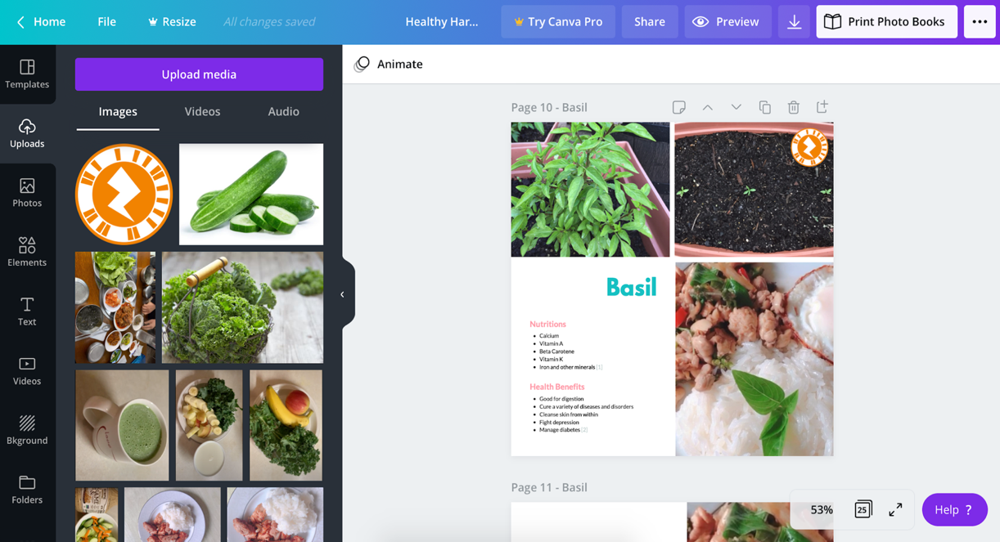 Home
File
Resize
All changes saved
Healthy Har...
Try Canva Pro
Share
Preview
Print Photo Books
Templates
Uploads
Photos
Elements
Text
Videos
Bkground
Folders
Upload media
Images
Videos
Audio
Animate
Page 10 - Basil
Basil
Nutritions
• Calcium
• Vitamin A
• Beta Carotene
• Vitamin K
• Iron and other minerals [1]
Health Benefits
• Good for digestion
• Cure a variety of diseases and disorders
• Cleanse skin from within
• Fight depression
• Manage diabetes [2]
Page 11 - Basil
53%
25
Help ?